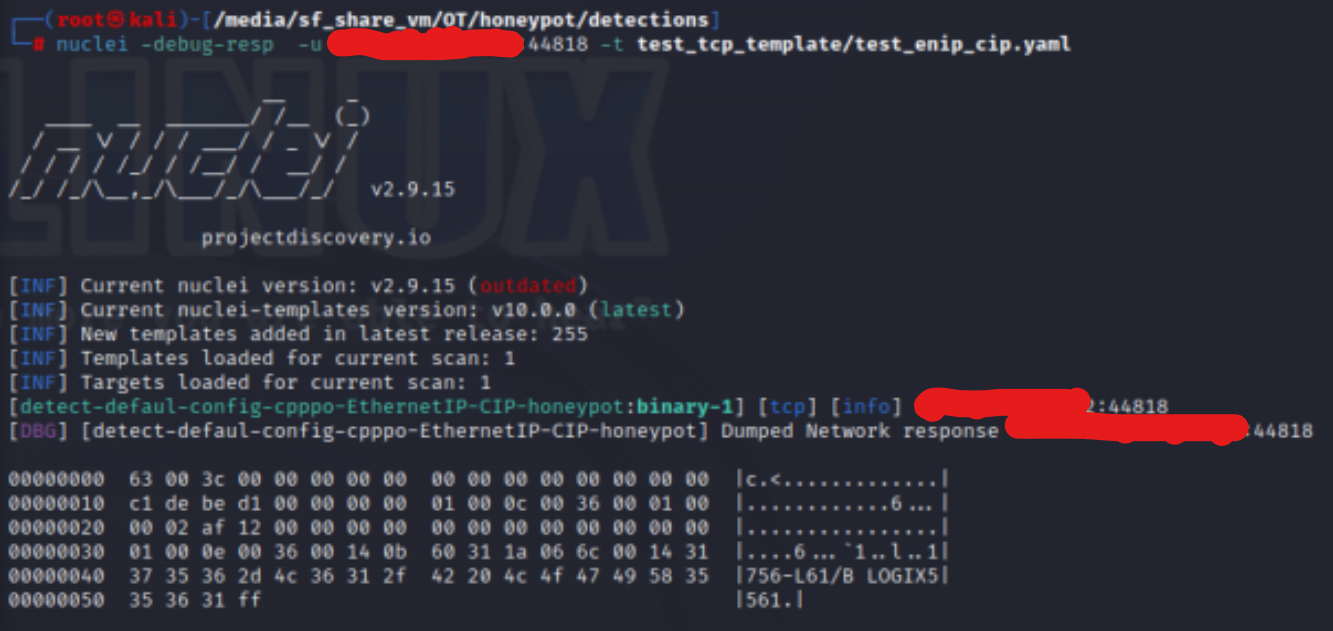 ┌──(root㉿kali)-[/media/sf_share_vm/OT/honeypot/detections]
└─# nuclei -debug-resp -u :44818 -t test_tcp_template/test_enip_cip.yaml
nuclei v2.9.15
projectdiscovery.io
[INF] Current nuclei version: v2.9.15 (outdated)
[INF] Current nuclei-templates version: v10.0.0 (latest)
[INF] New templates added in latest release: 255
[INF] Templates loaded for current scan: 1
[INF] Targets loaded for current scan: 1
[detect-defaul-config-cpppo-EthernetIP-CIP-honeypot:binary-1] [tcp] [info] 2:44818
[DBG] [detect-defaul-config-cpppo-EthernetIP-CIP-honeypot] Dumped Network response :44818
00000000 63 00 3c 00 00 00 00 00 00 00 00 00 00 00 00 00 |c.<.............|
00000010 c1 de be d1 00 00 00 00 01 00 0c 00 36 00 01 00 |............6...|
00000020 00 02 af 12 00 00 00 00 00 00 00 00 00 00 00 00 |................|
00000030 01 00 0e 00 36 00 14 0b 60 31 1a 06 6c 00 14 31 |....6...`1..l..1|
00000040 37 35 36 2d 4c 36 31 2f 42 20 4c 4f 47 49 58 35 |756-L61/B LOGIX5|
00000050 35 36 31 ff |561.|